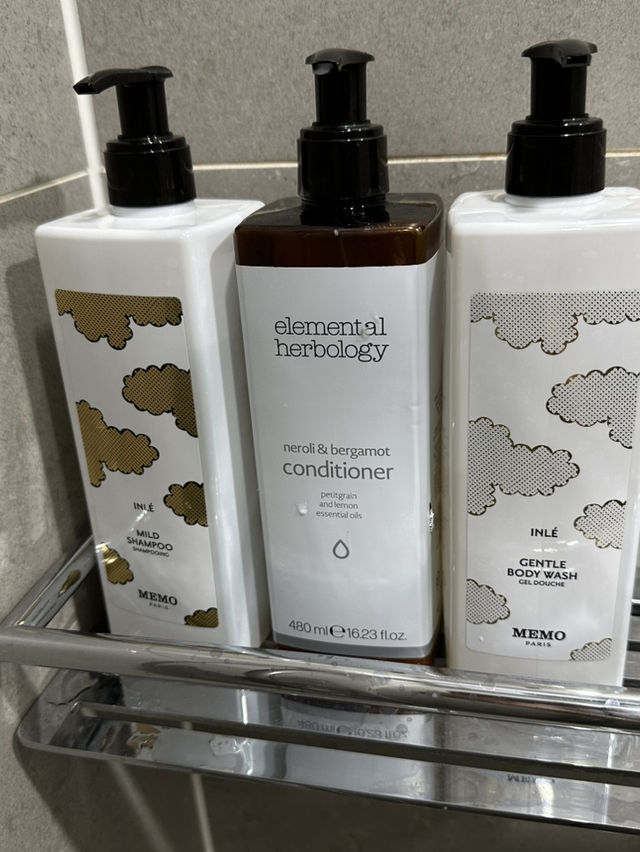 INLÉ
MILD
SHAMPOO
SHAMPOOING
MEMO
PARIS
elemental
herbology
neroli & bergamot
conditioner
petitgrain
and lemon
essential oils
480 ml ℮ 16.23 fl.oz.
INLÉ
GENTLE
BODY WASH
GEL DOUCHE
MEMO
PARIS